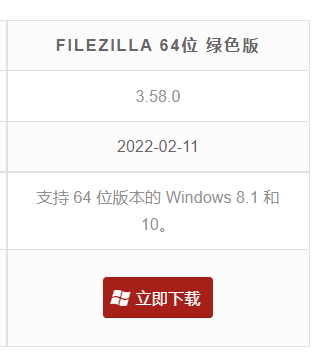 FILEZILLA 64位 绿色版
3.58.0
2022-02-11
支持 64 位版本的 Windows 8.1 和
10。
立即下载